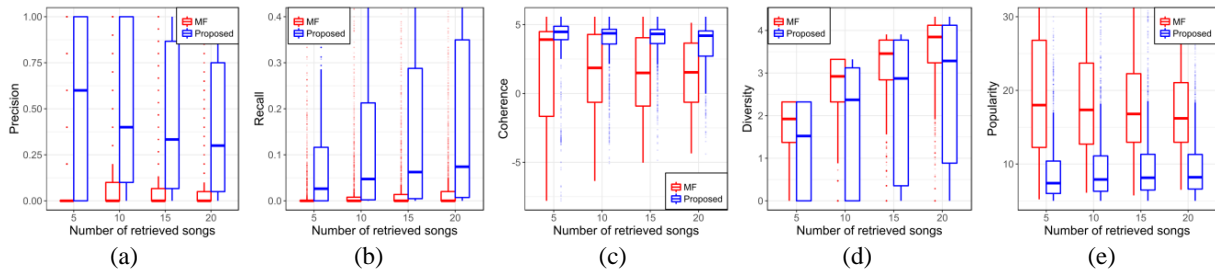 1.00
0.75
0.50
0.25
0.00
Precision
5 10 15 20
Number of retrieved songs
MF
Proposed
(a)
0.4
0.3
0.2
0.1
0.0
Recall
5 10 15 20
Number of retrieved songs
MF
Proposed
(b)
5
0
-5
Coherence
5 10 15 20
Number of retrieved songs
MF
Proposed
(c)
4
3
2
1
0
Diversity
5 10 15 20
Number of retrieved songs
MF
Proposed
(d)
30
20
10
Popularity
5 10 15 20
Number of retrieved songs
MF
Proposed
(e)